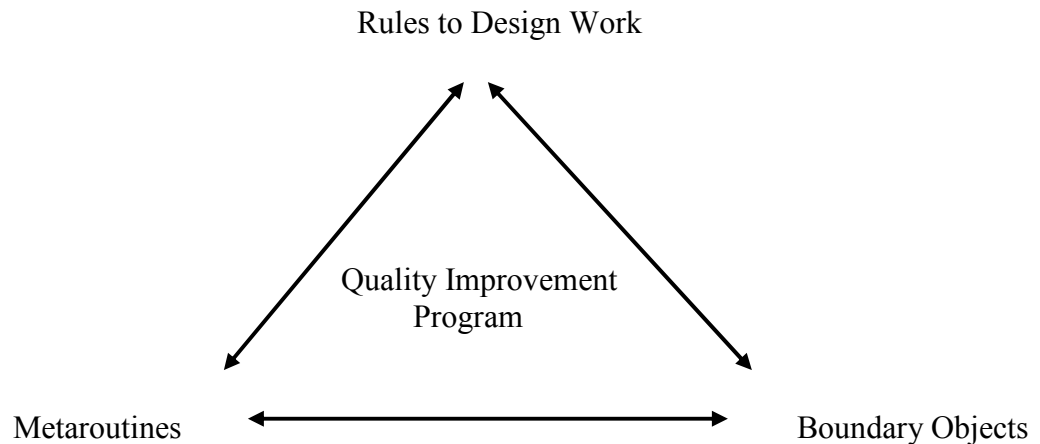 Rules to Design Work
Quality Improvement
Program
Metaroutines
Boundary Objects